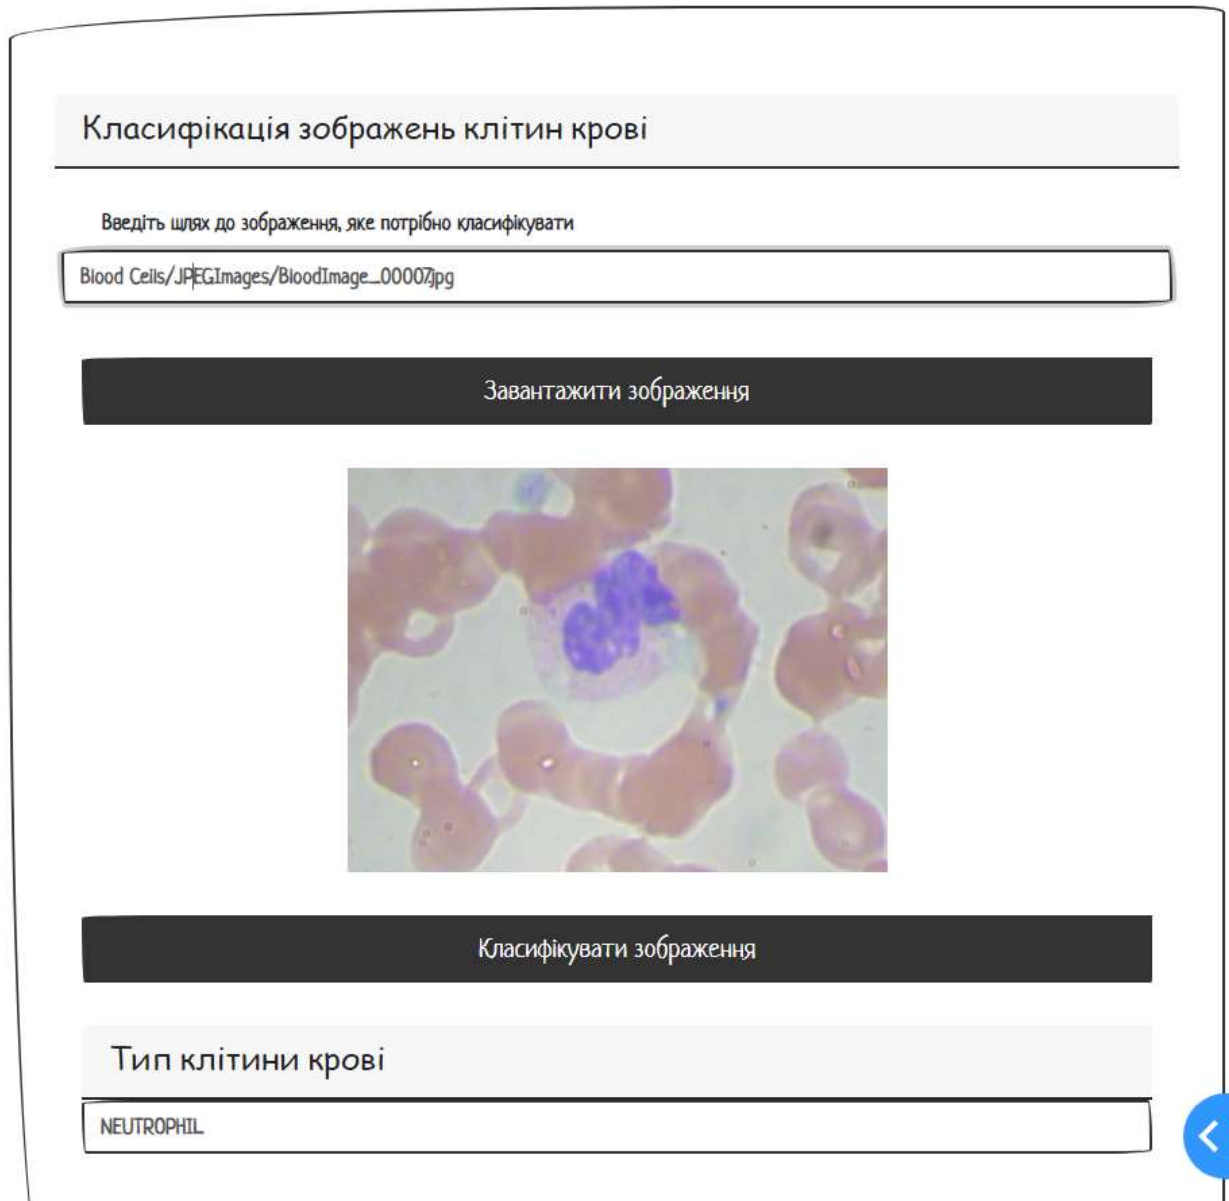 Класифікація зображень клітин крові
Введіть шлях до зображення, яке потрібно класифікувати
Blood Cells/JPEGImages/BloodImage_00007.jpg
Завантажити зображення
Класифікувати зображення
Тип клітини крові
NEUTROPHIL